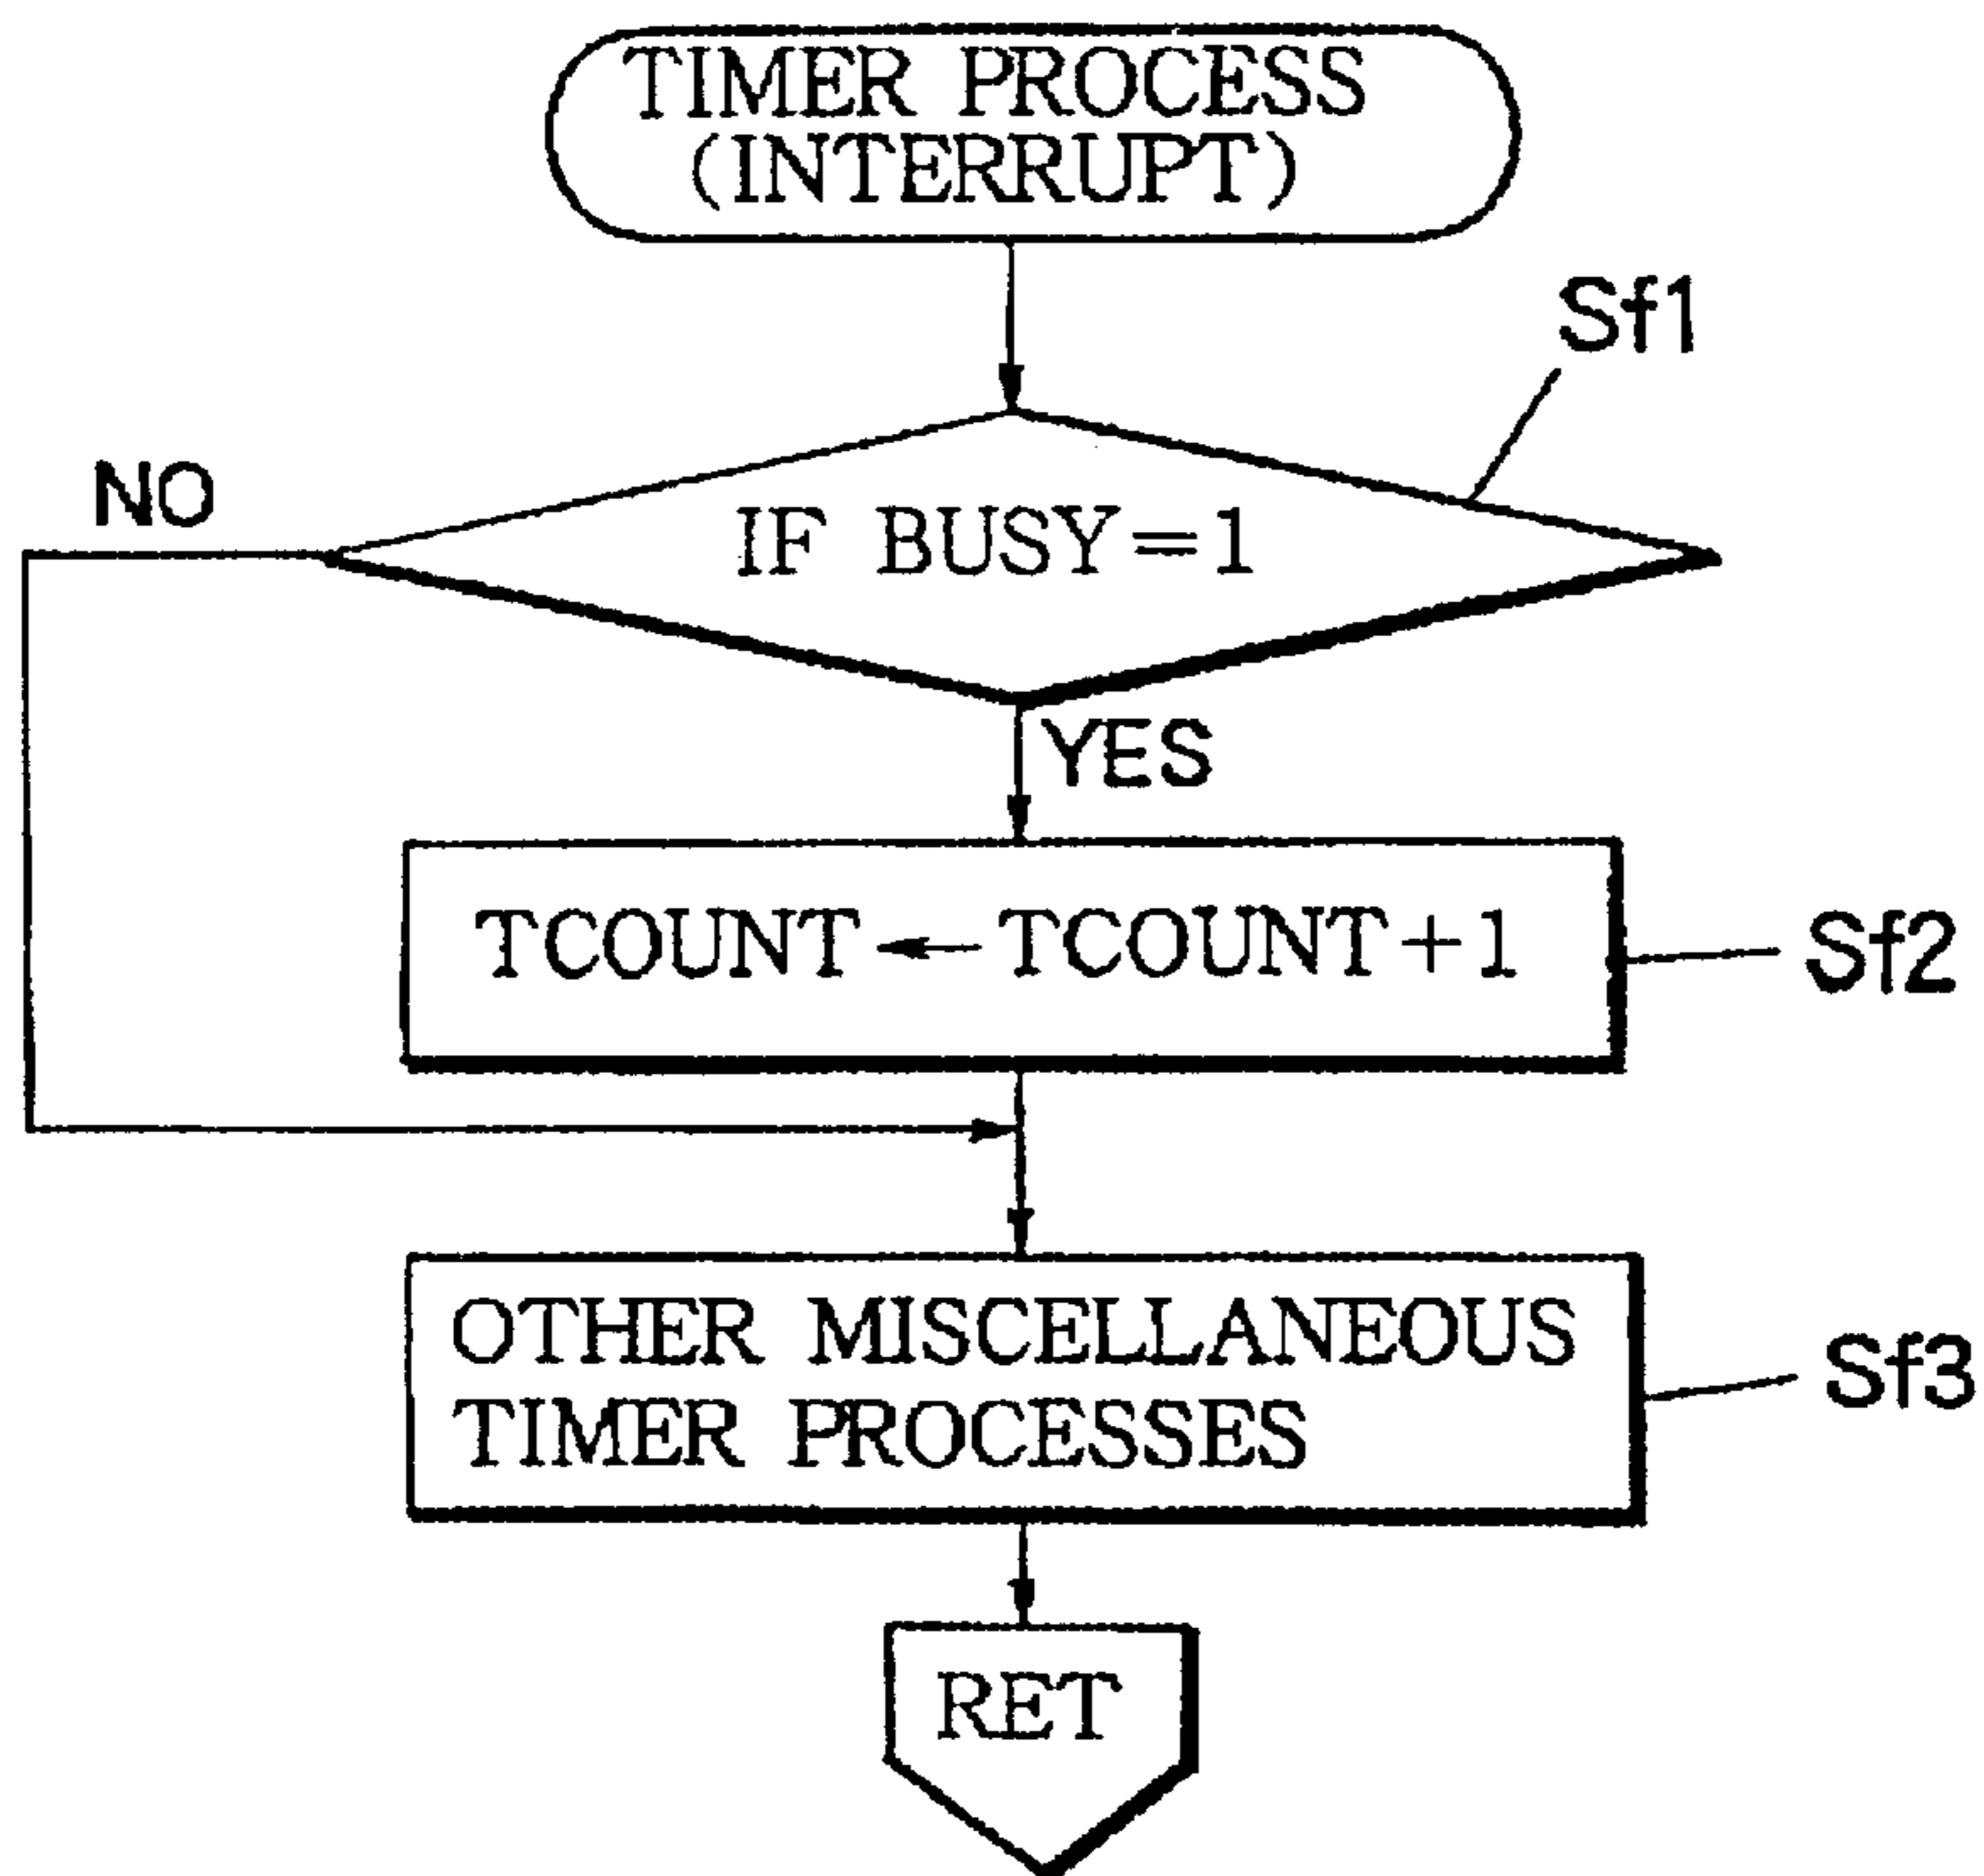 TIMER PROCESS
(INTERRUPT)
Sf1
NO
IF BUSY=1
YES
TCOUNT ← TCOUNT+1
Sf2
OTHER MISCELLANEOUS
TIMER PROCESSES
Sf3
RET